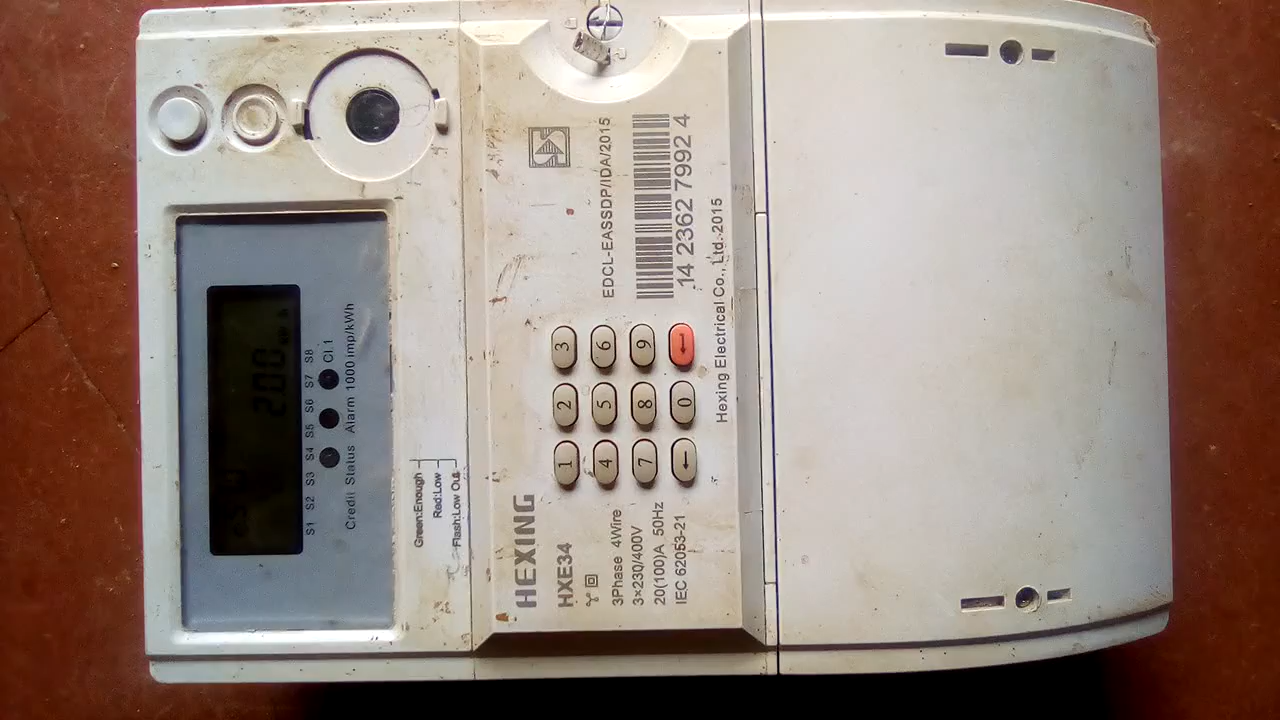 2.00
S1 S2 S3 S4 S5 S6 S7 S8
Cl.1
Credit Status Alarm 1000 imp/kWh
Green:Enough
Red:Low
Flash:Low Out
HEXING
HXE34
3Phase 4Wire
3×230/400V
20(100)A 50Hz
IEC 62053-21
1 2 3
4 5 6
7 8 9
← 0 ↵
EDCL-EASSDP/IDA/2015
14 2362 7992 4
Hexing Electrical Co., Ltd. 2015